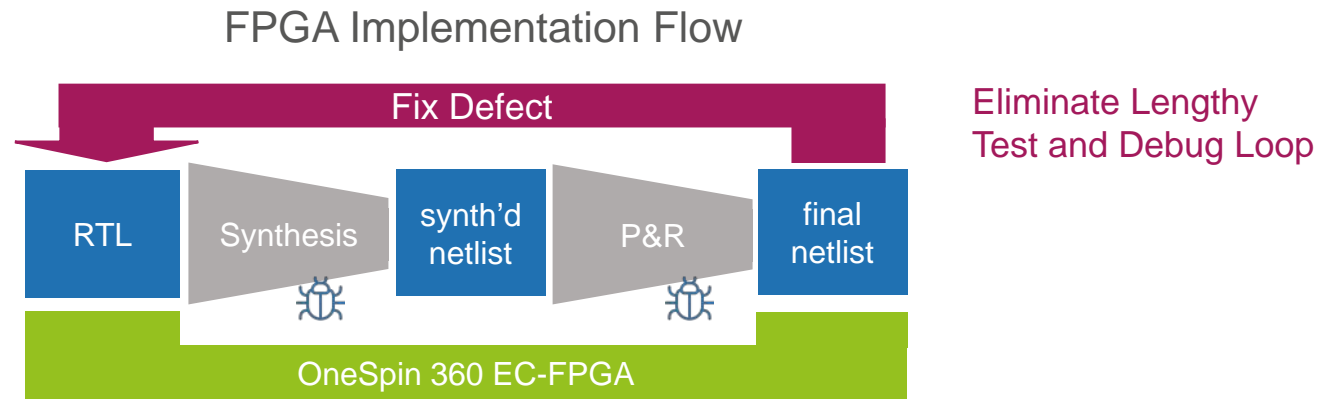 FPGA Implementation Flow
Fix Defect
Eliminate Lengthy
Test and Debug Loop
RTL
Synthesis
synth’d
netlist
P&R
final
netlist
OneSpin 360 EC-FPGA